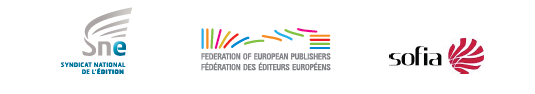 Sne
SYNDICAT NATIONAL
DE L'ÉDITION
FEDERATION OF EUROPEAN PUBLISHERS
FÉDÉRATION DES ÉDITEURS EUROPÉENS
sofia